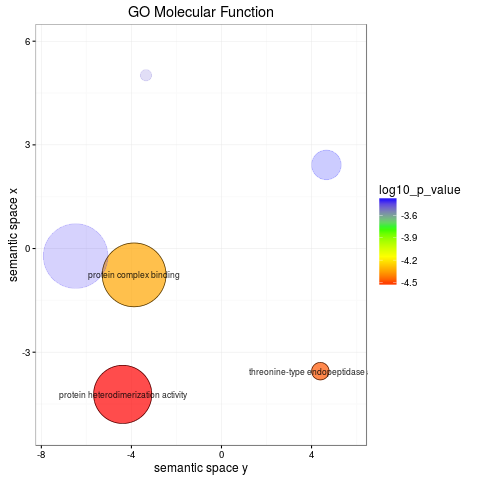 GO Molecular Function
6
3
0
-3
semantic space x
protein complex binding
threonine-type endopeptidase
protein heterodimerization activity
-8
-4
0
4
semantic space y
log10_p_value
-3.6
-3.9
-4.2
-4.5